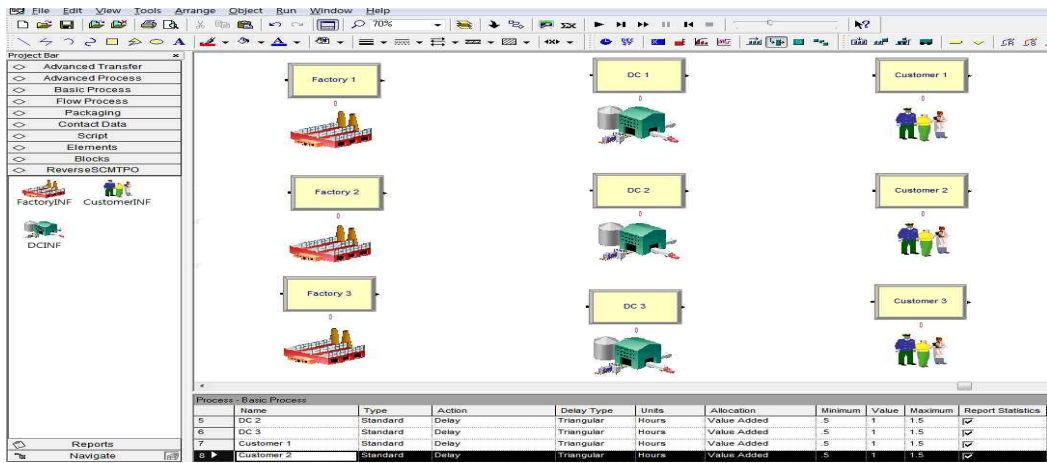 File Edit View Tools Arrange Object Run Window Help
70%
Project Bar
Advanced Transfer
Advanced Process
Basic Process
Flow Process
Packaging
Contact Data
Script
Elements
Blocks
ReverseSCMTPO
FactoryINF CustomerINF
DCINF
Reports
Navigate
Factory 1 DC 1 Customer 1
0 0 0
Factory 2 DC 2 Customer 2
0 0 0
Factory 3 DC 3 Customer 3
0 0 0
Process - Basic Process
Name Type Action Delay Type Units Allocation Minimum Value Maximum Report Statistics
5 DC 2 Standard Delay Triangular Hours Value Added .5 1 1.5
6 DC 3 Standard Delay Triangular Hours Value Added .5 1 1.5
7 Customer 1 Standard Delay Triangular Hours Value Added .5 1 1.5
8 Customer 2 Standard Delay Triangular Hours Value Added .5 1 1.5